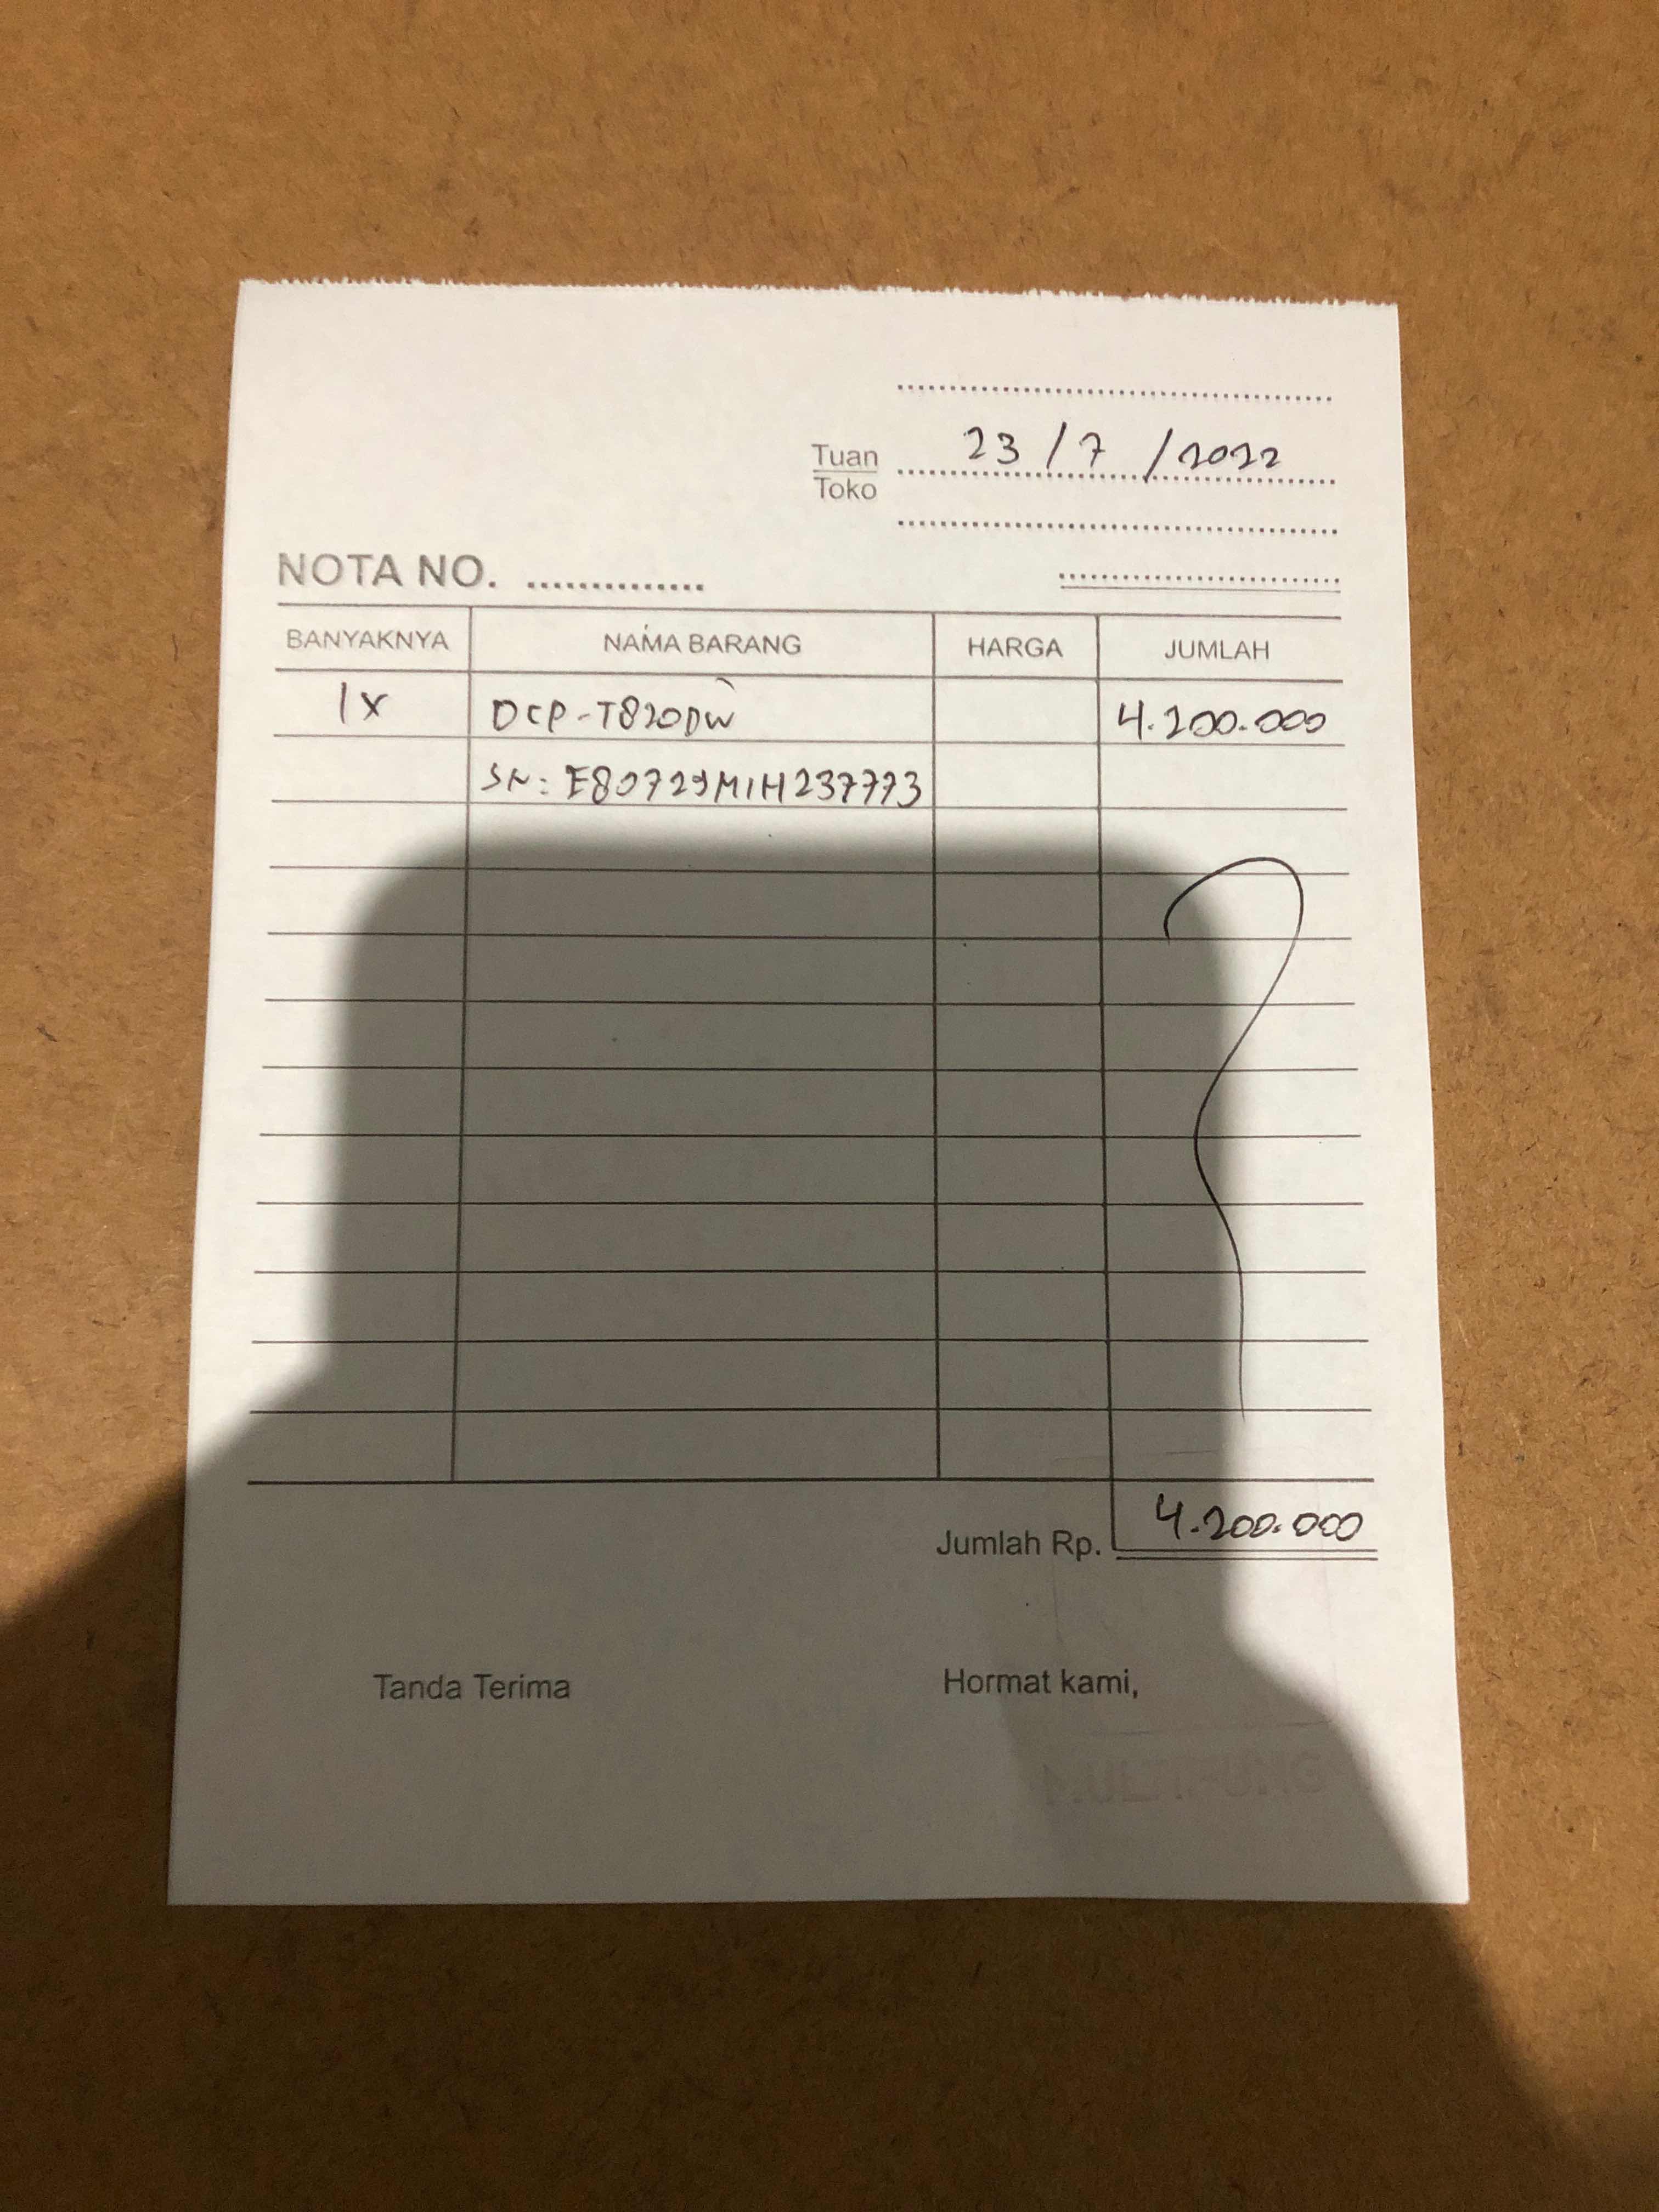 23/7/2022
Tuan
Toko
NOTA NO. ..............
BANYAKNYA NAMA BARANG HARGA JUMLAH
1x DCP-T820DW 4.200.000
SN: E80729M1H237773
Jumlah Rp. 4.200.000
Tanda Terima Hormat kami,